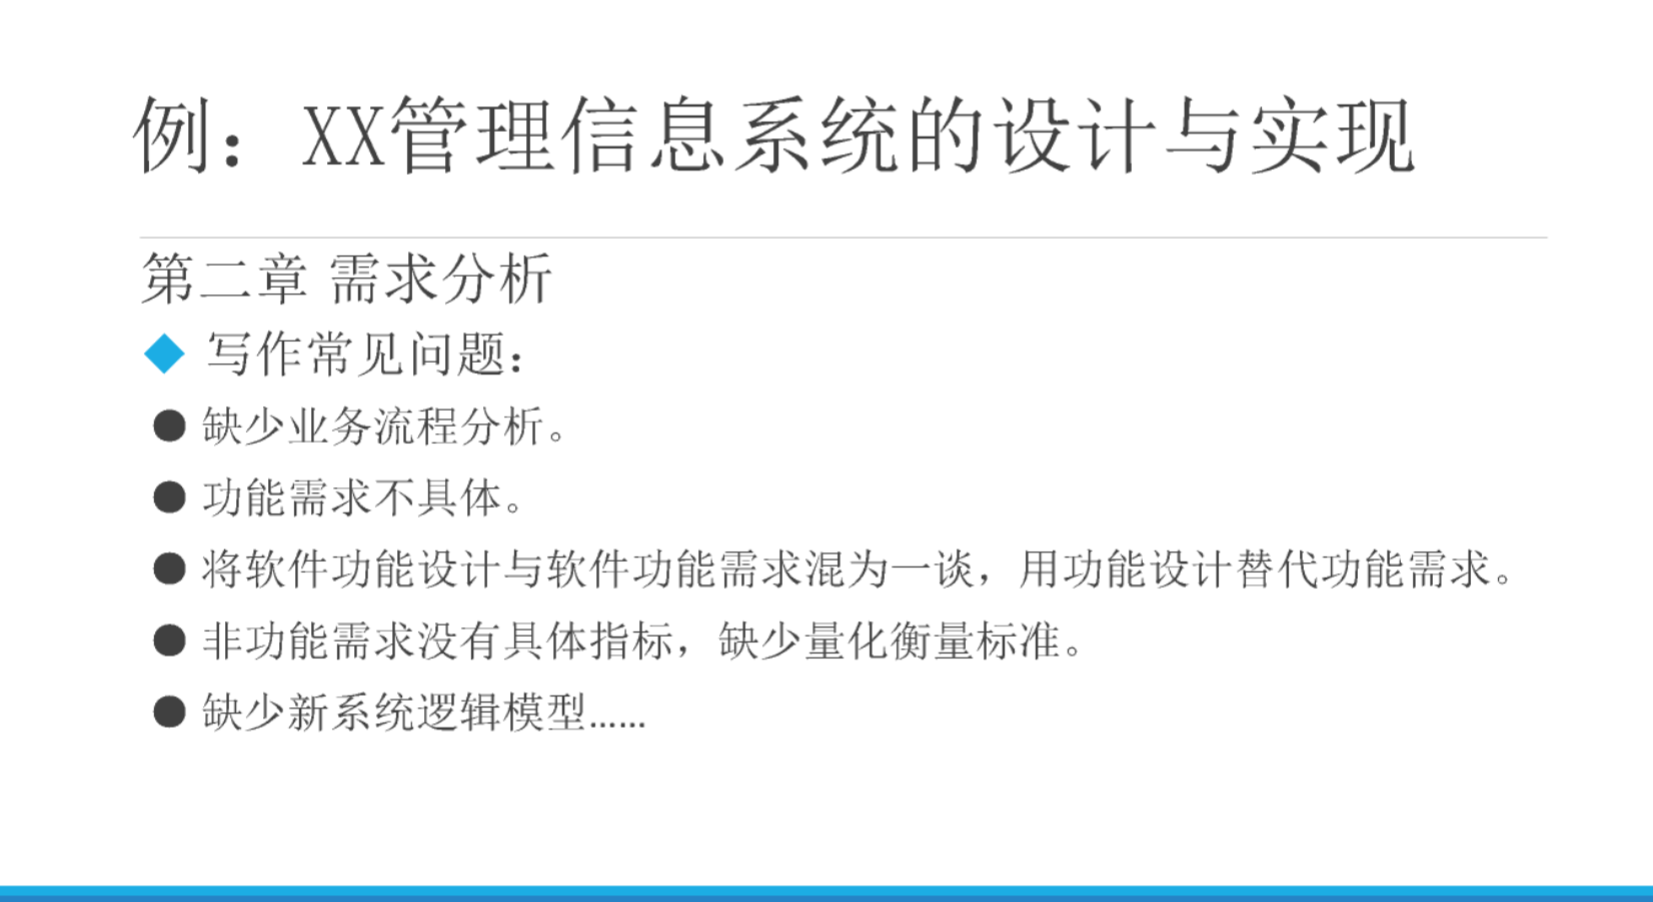 例：XX管理信息系统的设计与实现
第二章 需求分析
◆ 写作常见问题：
● 缺少业务流程分析。
● 功能需求不具体。
● 将软件功能设计与软件功能需求混为一谈，用功能设计替代功能需求。
● 非功能需求没有具体指标，缺少量化衡量标准。
● 缺少新系统逻辑模型……